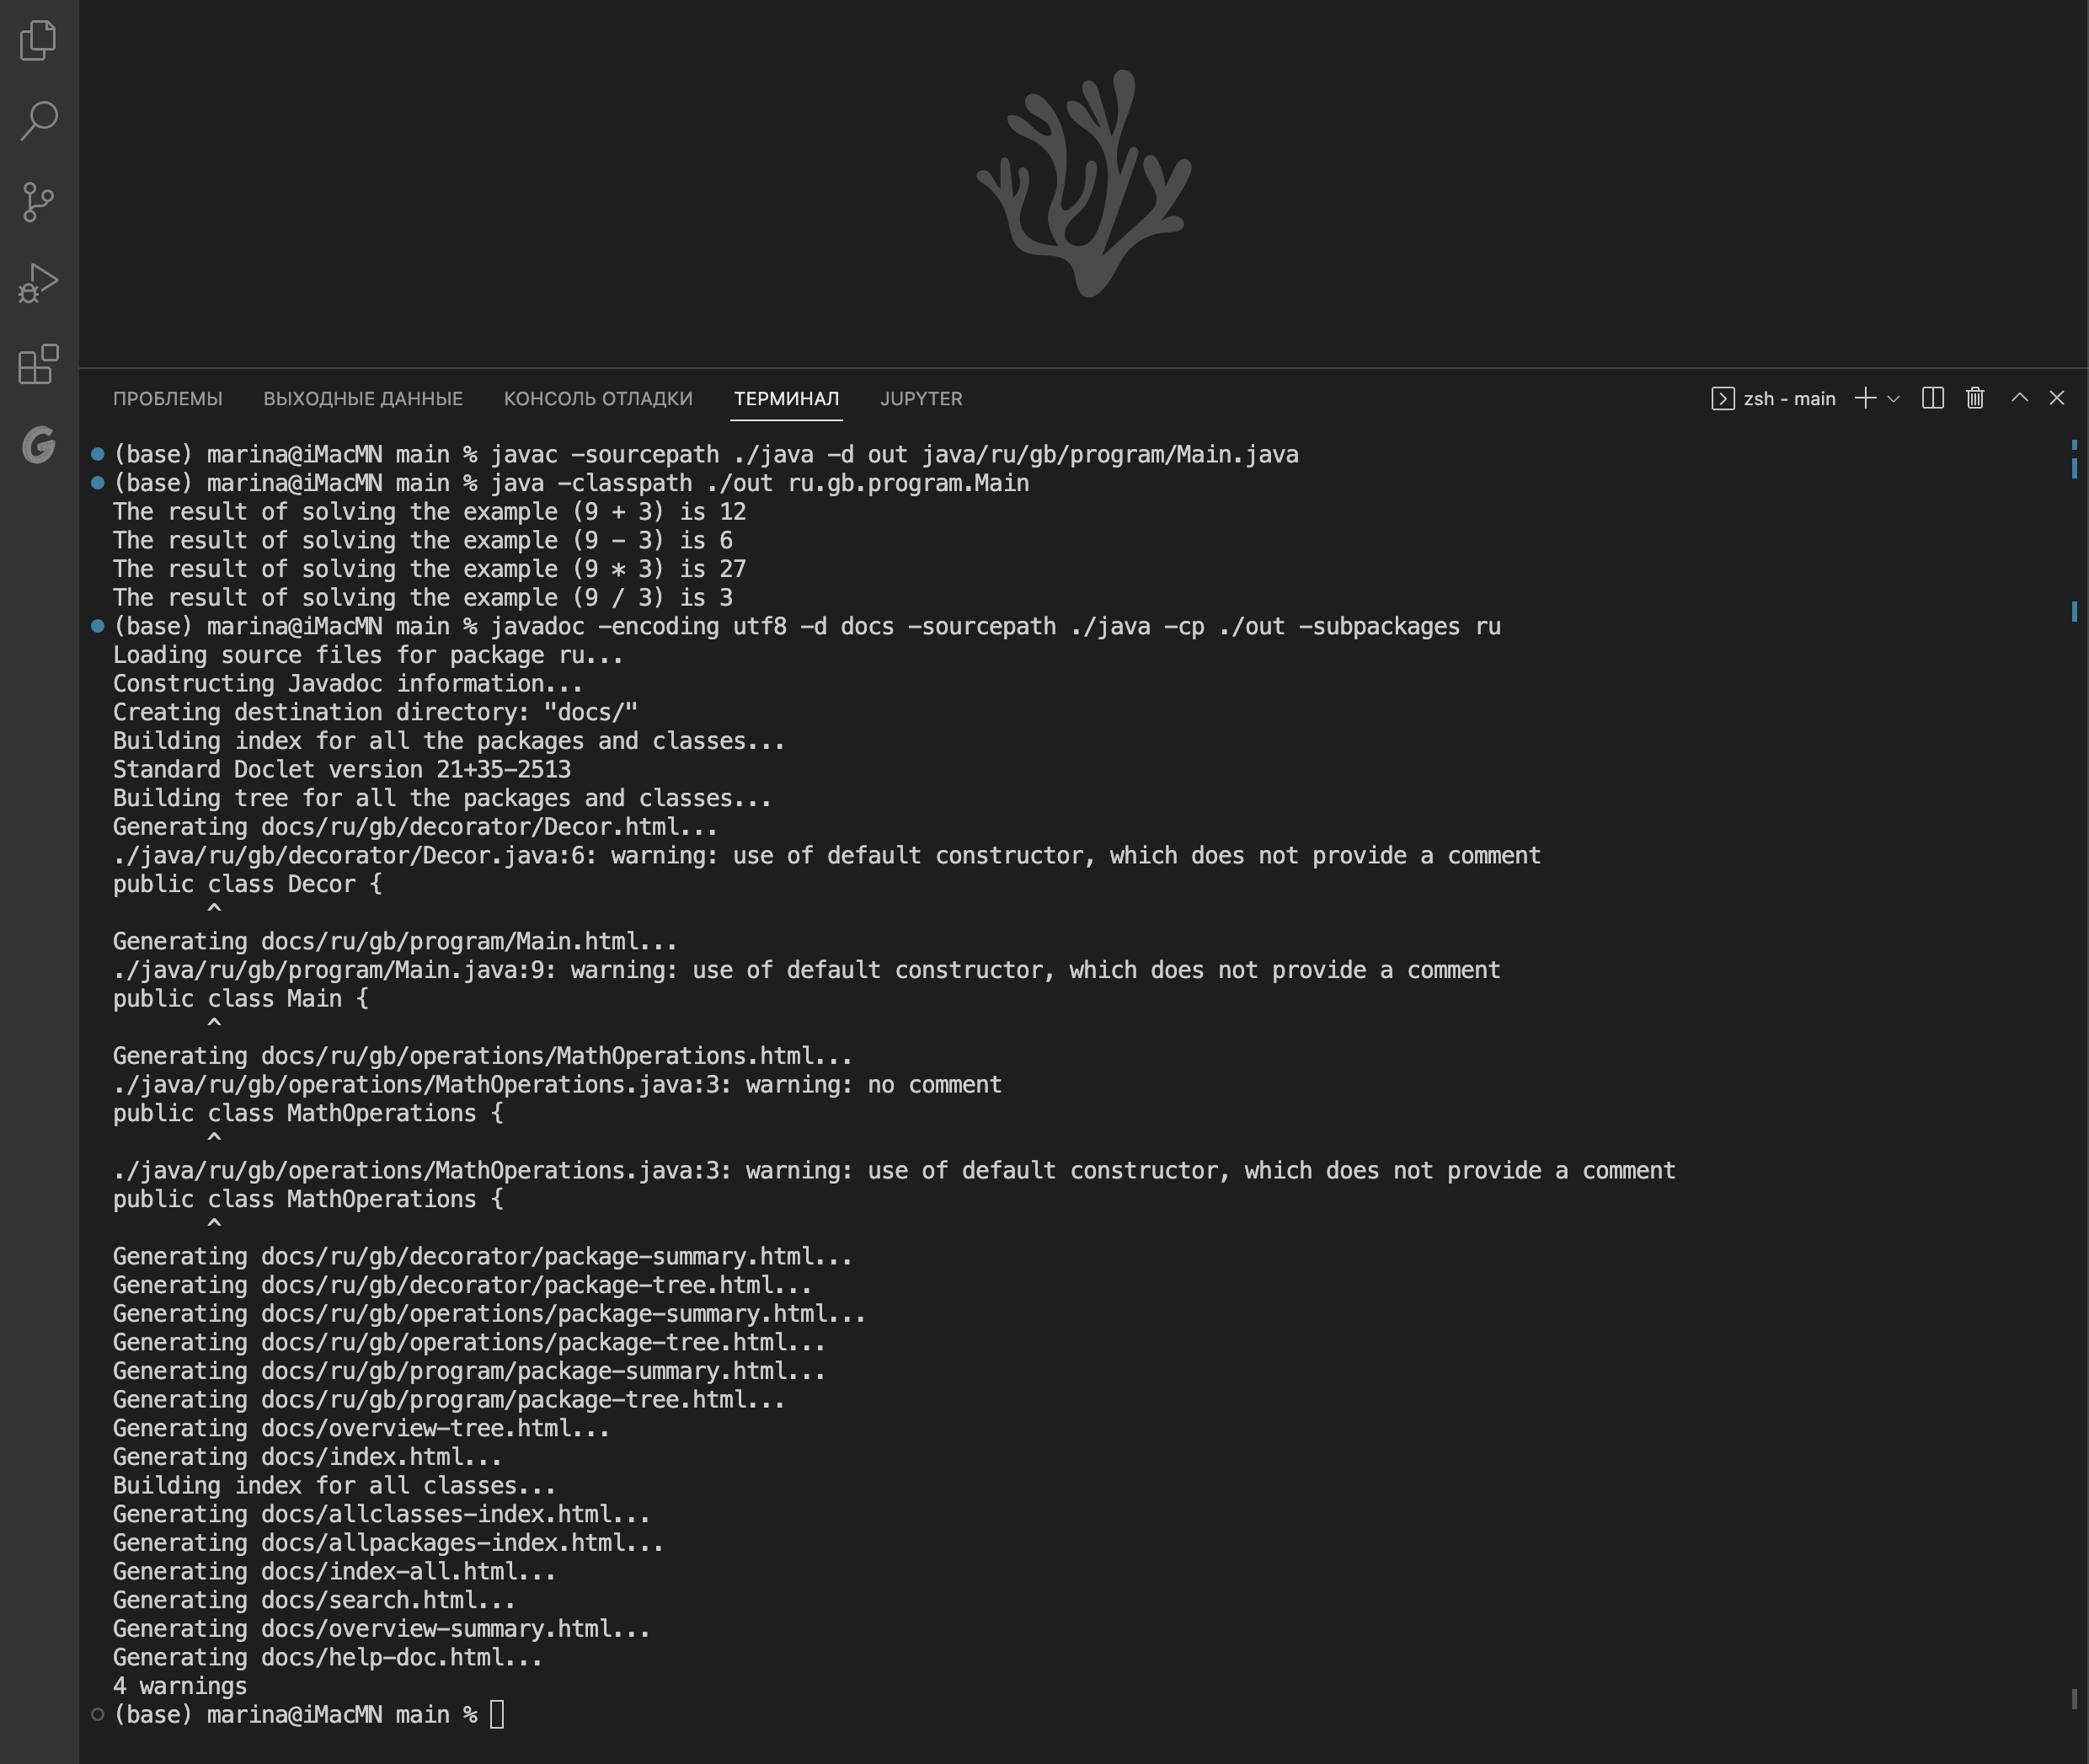 ПРОБЛЕМЫ ВЫХОДНЫЕ ДАННЫЕ КОНСОЛЬ ОТЛАДКИ ТЕРМИНАЛ JUPYTER zsh - main
(base) marina@iMacMN main % javac -sourcepath ./java -d out java/ru/gb/program/Main.java
(base) marina@iMacMN main % java -classpath ./out ru.gb.program.Main
The result of solving the example (9 + 3) is 12
The result of solving the example (9 - 3) is 6
The result of solving the example (9 * 3) is 27
The result of solving the example (9 / 3) is 3
(base) marina@iMacMN main % javadoc -encoding utf8 -d docs -sourcepath ./java -cp ./out -subpackages ru
Loading source files for package ru...
Constructing Javadoc information...
Creating destination directory: "docs/"
Building index for all the packages and classes...
Standard Doclet version 21+35-2513
Building tree for all the packages and classes...
Generating docs/ru/gb/decorator/Decor.html...
./java/ru/gb/decorator/Decor.java:6: warning: use of default constructor, which does not provide a comment
public class Decor {
       ^
Generating docs/ru/gb/program/Main.html...
./java/ru/gb/program/Main.java:9: warning: use of default constructor, which does not provide a comment
public class Main {
       ^
Generating docs/ru/gb/operations/MathOperations.html...
./java/ru/gb/operations/MathOperations.java:3: warning: no comment
public class MathOperations {
       ^
./java/ru/gb/operations/MathOperations.java:3: warning: use of default constructor, which does not provide a comment
public class MathOperations {
       ^
Generating docs/ru/gb/decorator/package-summary.html...
Generating docs/ru/gb/decorator/package-tree.html...
Generating docs/ru/gb/operations/package-summary.html...
Generating docs/ru/gb/operations/package-tree.html...
Generating docs/ru/gb/program/package-summary.html...
Generating docs/ru/gb/program/package-tree.html...
Generating docs/overview-tree.html...
Generating docs/index.html...
Building index for all classes...
Generating docs/allclasses-index.html...
Generating docs/allpackages-index.html...
Generating docs/index-all.html...
Generating docs/search.html...
Generating docs/overview-summary.html...
Generating docs/help-doc.html...
4 warnings
(base) marina@iMacMN main %